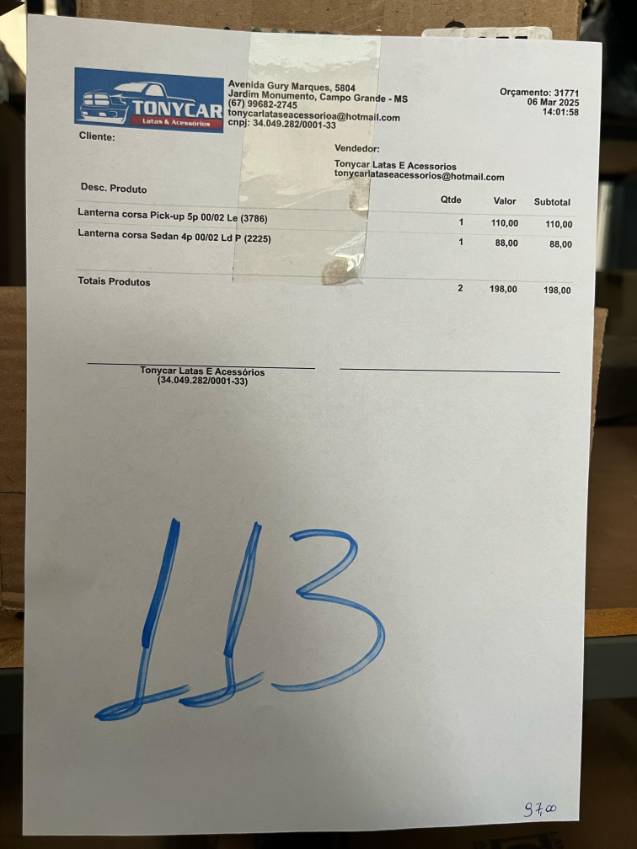 TONYCAR
Latas & Acessórios
Avenida Gury Marques, 5804
Jardim Monumento, Campo Grande - MS
(67) 99682-2745
tonycarlataseacessorioa@hotmail.com
cnpj: 34.049.282/0001-33
Orçamento: 31771
06 Mar 2025
14:01:58
Cliente:
Vendedor:
Tonycar Latas E Acessorios
tonycarlataseacessorios@hotmail.com
Desc. Produto Qtde Valor Subtotal
Lanterna corsa Pick-up 5p 00/02 Le (3786) 1 110,00 110,00
Lanterna corsa Sedan 4p 00/02 Ld P (2225) 1 88,00 88,00
Totais Produtos 2 198,00 198,00
Tonycar Latas E Acessórios
(34.049.282/0001-33)
113
97,00